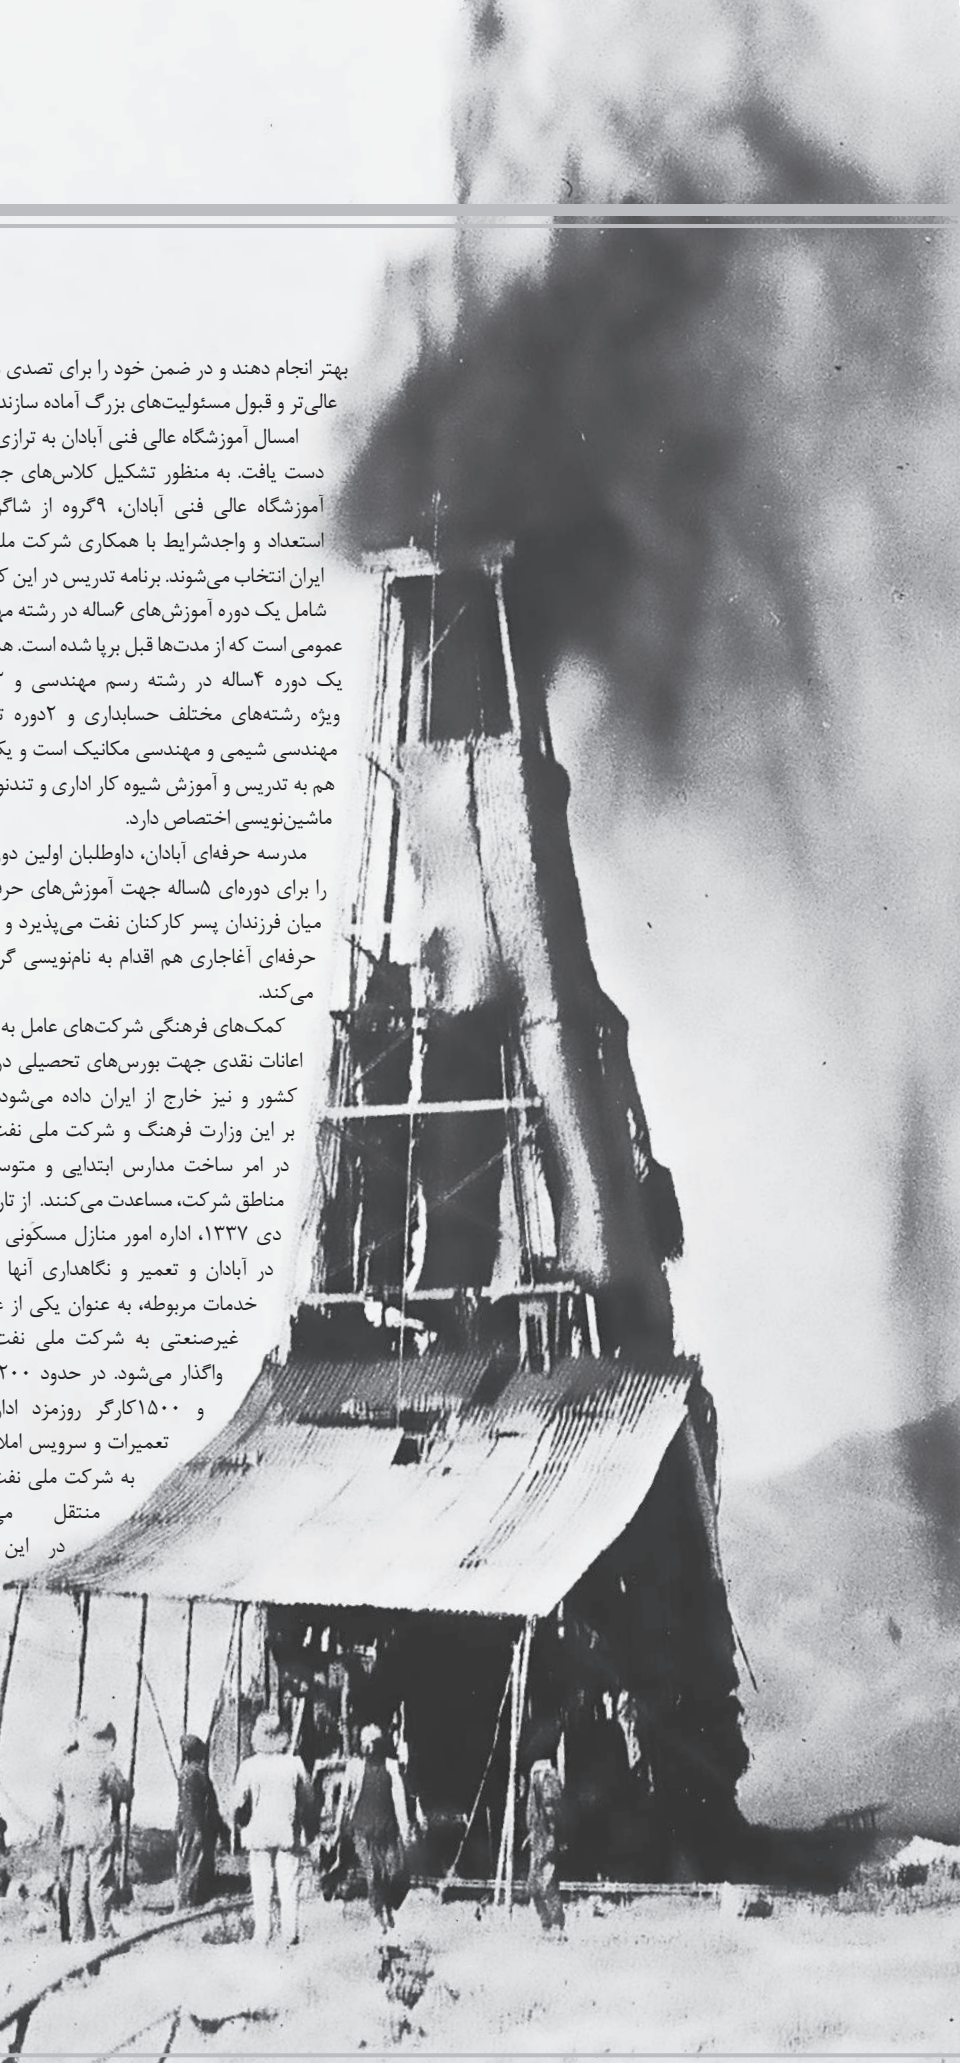 بهتر انجام دهند و در ضمن خود را برای تصدی
عالی‌تر و قبول مسئولیت‌های بزرگ آماده سازند
امسال آموزشگاه عالی فنی آبادان به ترازی
دست یافت. به منظور تشکیل کلاس‌های
آموزشگاه عالی فنی آبادان، ۹گروه از
استعداد و واجدشرایط با همکاری شرکت
ایران انتخاب می‌شوند. برنامه تدریس در این
شامل یک دوره آموزش‌های ۶ساله در رشته
عمومی است که از مدت‌ها قبل برپا شده است.
یک دوره ۴ساله در رشته رسم مهندسی و
ویژه رشته‌های مختلف حسابداری و ۲دوره
مهندسی شیمی و مهندسی مکانیک است و
هم به تدریس و آموزش شیوه کار اداری و
ماشین‌نویسی اختصاص دارد.
مدرسه حرفه‌ای آبادان، داوطلبان اولین
را برای دوره‌ای ۵ساله جهت آموزش‌های
میان فرزندان پسر کارکنان نفت می‌پذیرد و
حرفه‌ای آغاجاری هم اقدام به نام‌نویسی
می‌کند.
کمک‌های فرهنگی شرکت‌های عامل به
اعانات نقدی جهت بورس‌های تحصیلی
کشور و نیز خارج از ایران داده می‌شود
بر این وزارت فرهنگ و شرکت ملی نفت
در امر ساخت مدارس ابتدایی و
مناطق شرکت، مساعدت می‌کنند. از
دی ۱۳۳۷، اداره امور منازل مسکونی
در آبادان و تعمیر و نگاهداری آنها
خدمات مربوطه، به عنوان یکی از
غیرصنعتی به شرکت ملی نفت
واگذار می‌شود. در حدود
و ۱۵۰۰کارگر روزمزد
تعمیرات و سرویس
به شرکت ملی نفت
منتقل
در این